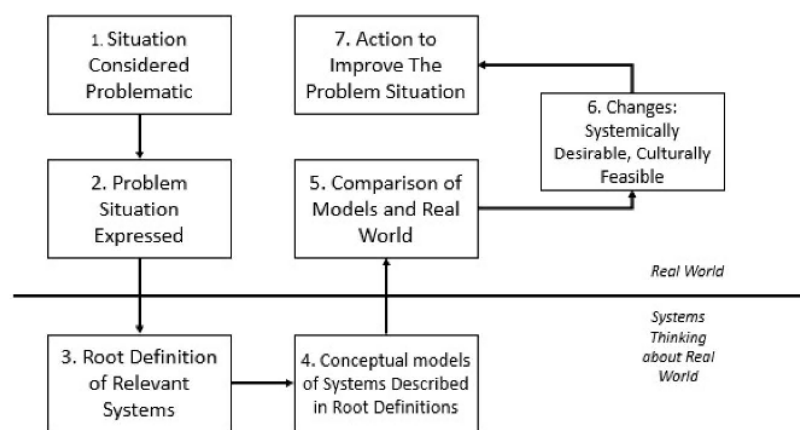 1. Situation
Considered
Problematic
7. Action to
Improve The
Problem Situation
6. Changes:
Systemically
Desirable, Culturally
Feasible
2. Problem
Situation
Expressed
5. Comparison of
Models and Real
World
Real World
Systems
Thinking
about Real
World
3. Root Definition
of Relevant
Systems
4. Conceptual models
of Systems Described
in Root Definitions